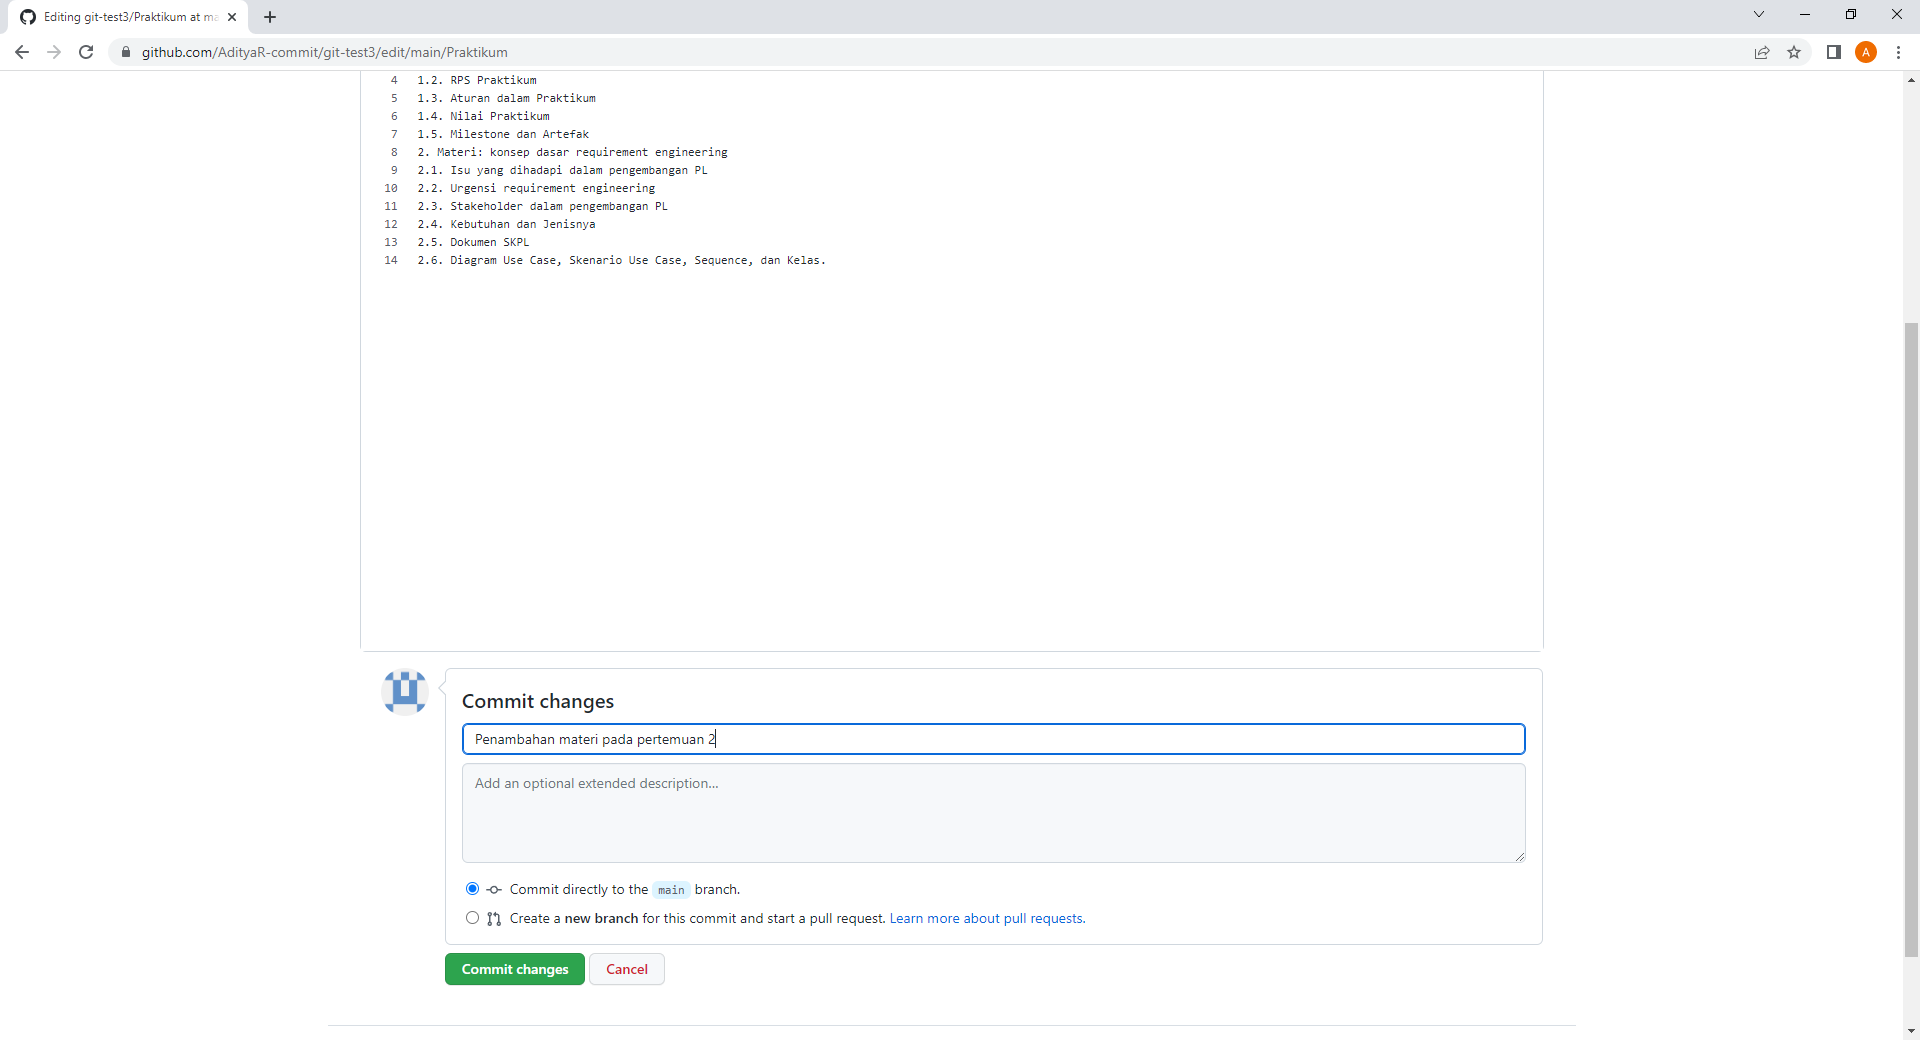 Editing git-test3/Praktikum at ma
github.com/AdityaR-commit/git-test3/edit/main/Praktikum
A
4 1.2. RPS Praktikum
5 1.3. Aturan dalam Praktikum
6 1.4. Nilai Praktikum
7 1.5. Milestone dan Artefak
8 2. Materi: konsep dasar requirement engineering
9 2.1. Isu yang dihadapi dalam pengembangan PL
10 2.2. Urgensi requirement engineering
11 2.3. Stakeholder dalam pengembangan PL
12 2.4. Kebutuhan dan Jenisnya
13 2.5. Dokumen SKPL
14 2.6. Diagram Use Case, Skenario Use Case, Sequence, dan Kelas.
Commit changes
Penambahan materi pada pertemuan 2
Add an optional extended description...
Commit directly to the main branch.
Create a new branch for this commit and start a pull request. Learn more about pull requests.
Commit changes Cancel